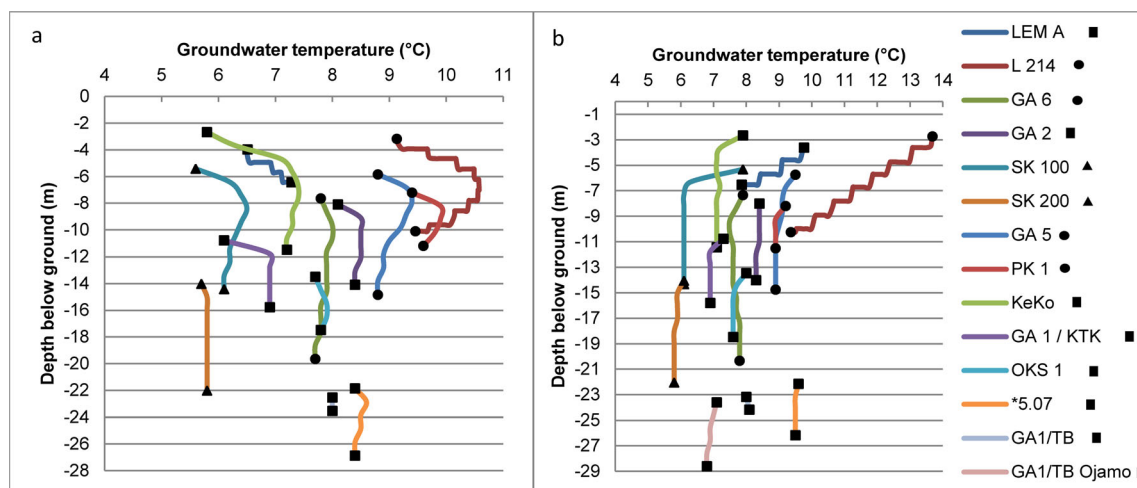 a
Groundwater temperature (°C)
4 5 6 7 8 9 10 11
Depth below ground (m)
0
-2
-4
-6
-8
-10
-12
-14
-16
-18
-20
-22
-24
-26
-28
b
Groundwater temperature (°C)
4 5 6 7 8 9 10 11 12 13 14
Depth below ground (m)
-1
-3
-5
-7
-9
-11
-13
-15
-17
-19
-21
-23
-25
-27
-29
LEM A
L 214
GA 6
GA 2
SK 100
SK 200
GA 5
PK 1
KeKo
GA 1 / KTK
OKS 1
*5.07
GA1/TB
GA1/TB Ojamo